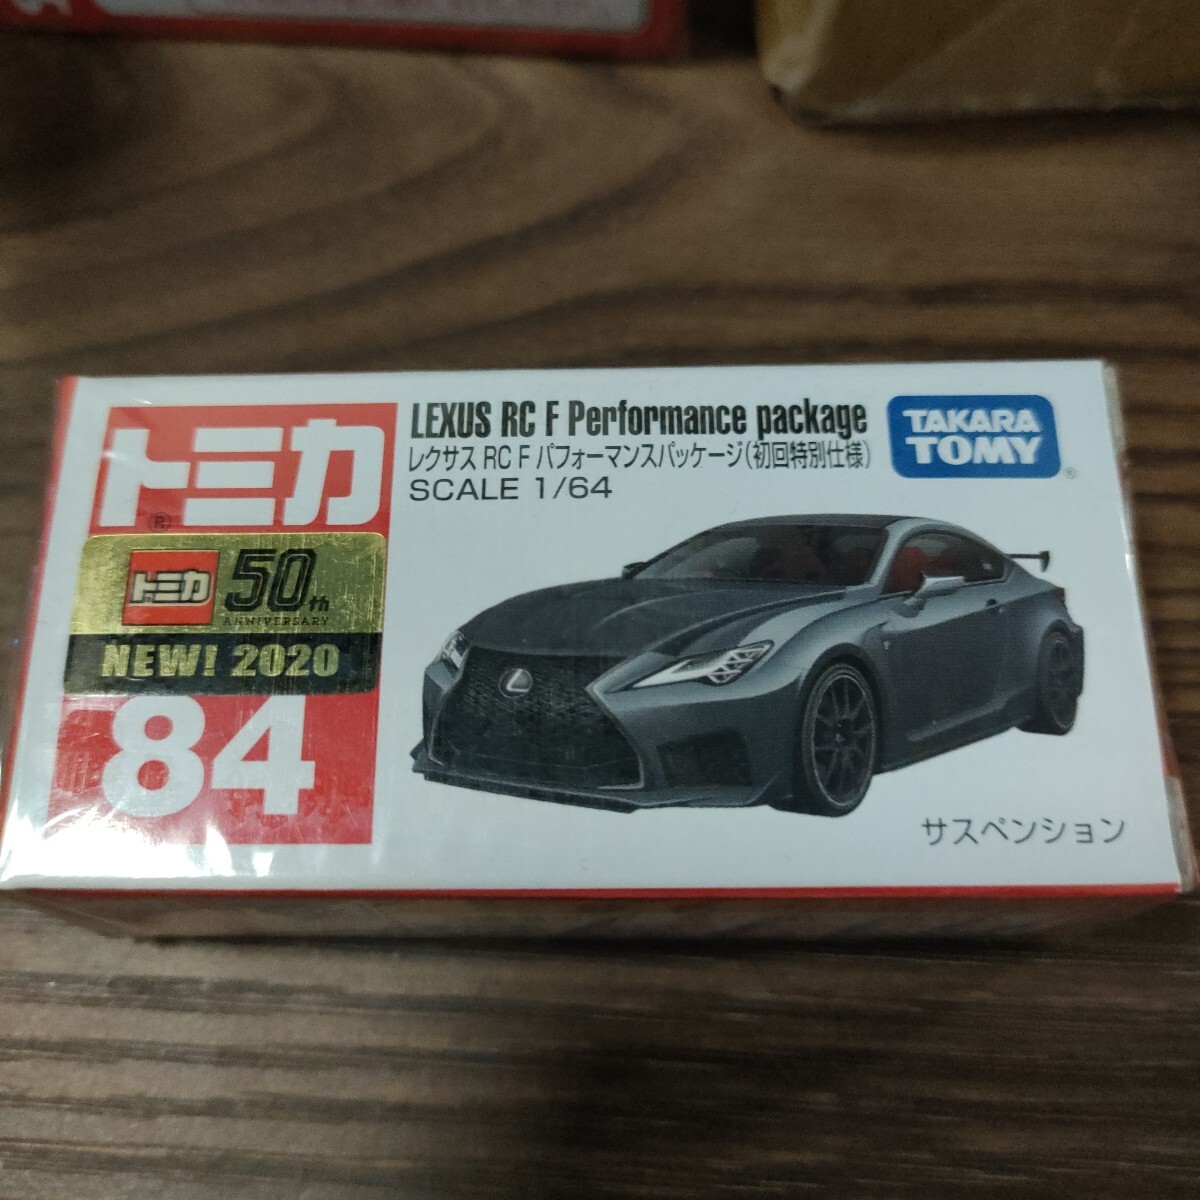 トミカ
®
トミカ 50th
ANNIVERSARY
NEW! 2020
84
LEXUS RC F Performance package
レクサス RC F パフォーマンスパッケージ(初回特別仕様)
SCALE 1/64
TAKARA
TOMY
®
サスペンション